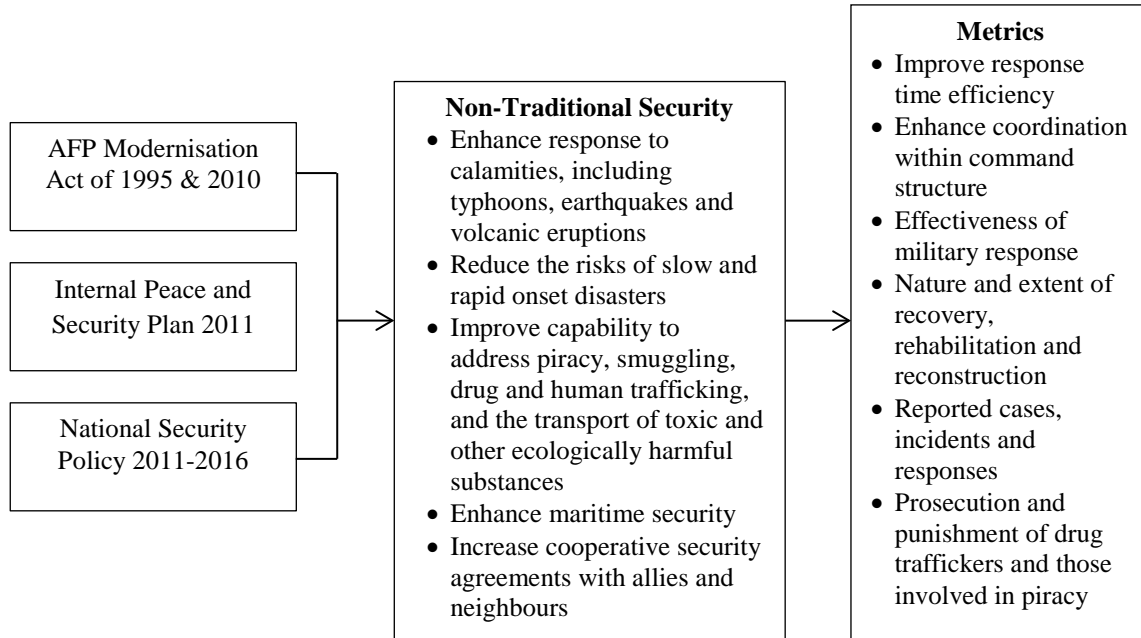 AFP Modernisation
Act of 1995 & 2010
Internal Peace and
Security Plan 2011
National Security
Policy 2011-2016
Non-Traditional Security
• Enhance response to
calamities, including
typhoons, earthquakes and
volcanic eruptions
• Reduce the risks of slow and
rapid onset disasters
• Improve capability to
address piracy, smuggling,
drug and human trafficking,
and the transport of toxic and
other ecologically harmful
substances
• Enhance maritime security
• Increase cooperative security
agreements with allies and
neighbours
Metrics
• Improve response
time efficiency
• Enhance coordination
within command
structure
• Effectiveness of
military response
• Nature and extent of
recovery,
rehabilitation and
reconstruction
• Reported cases,
incidents and
responses
• Prosecution and
punishment of drug
traffickers and those
involved in piracy